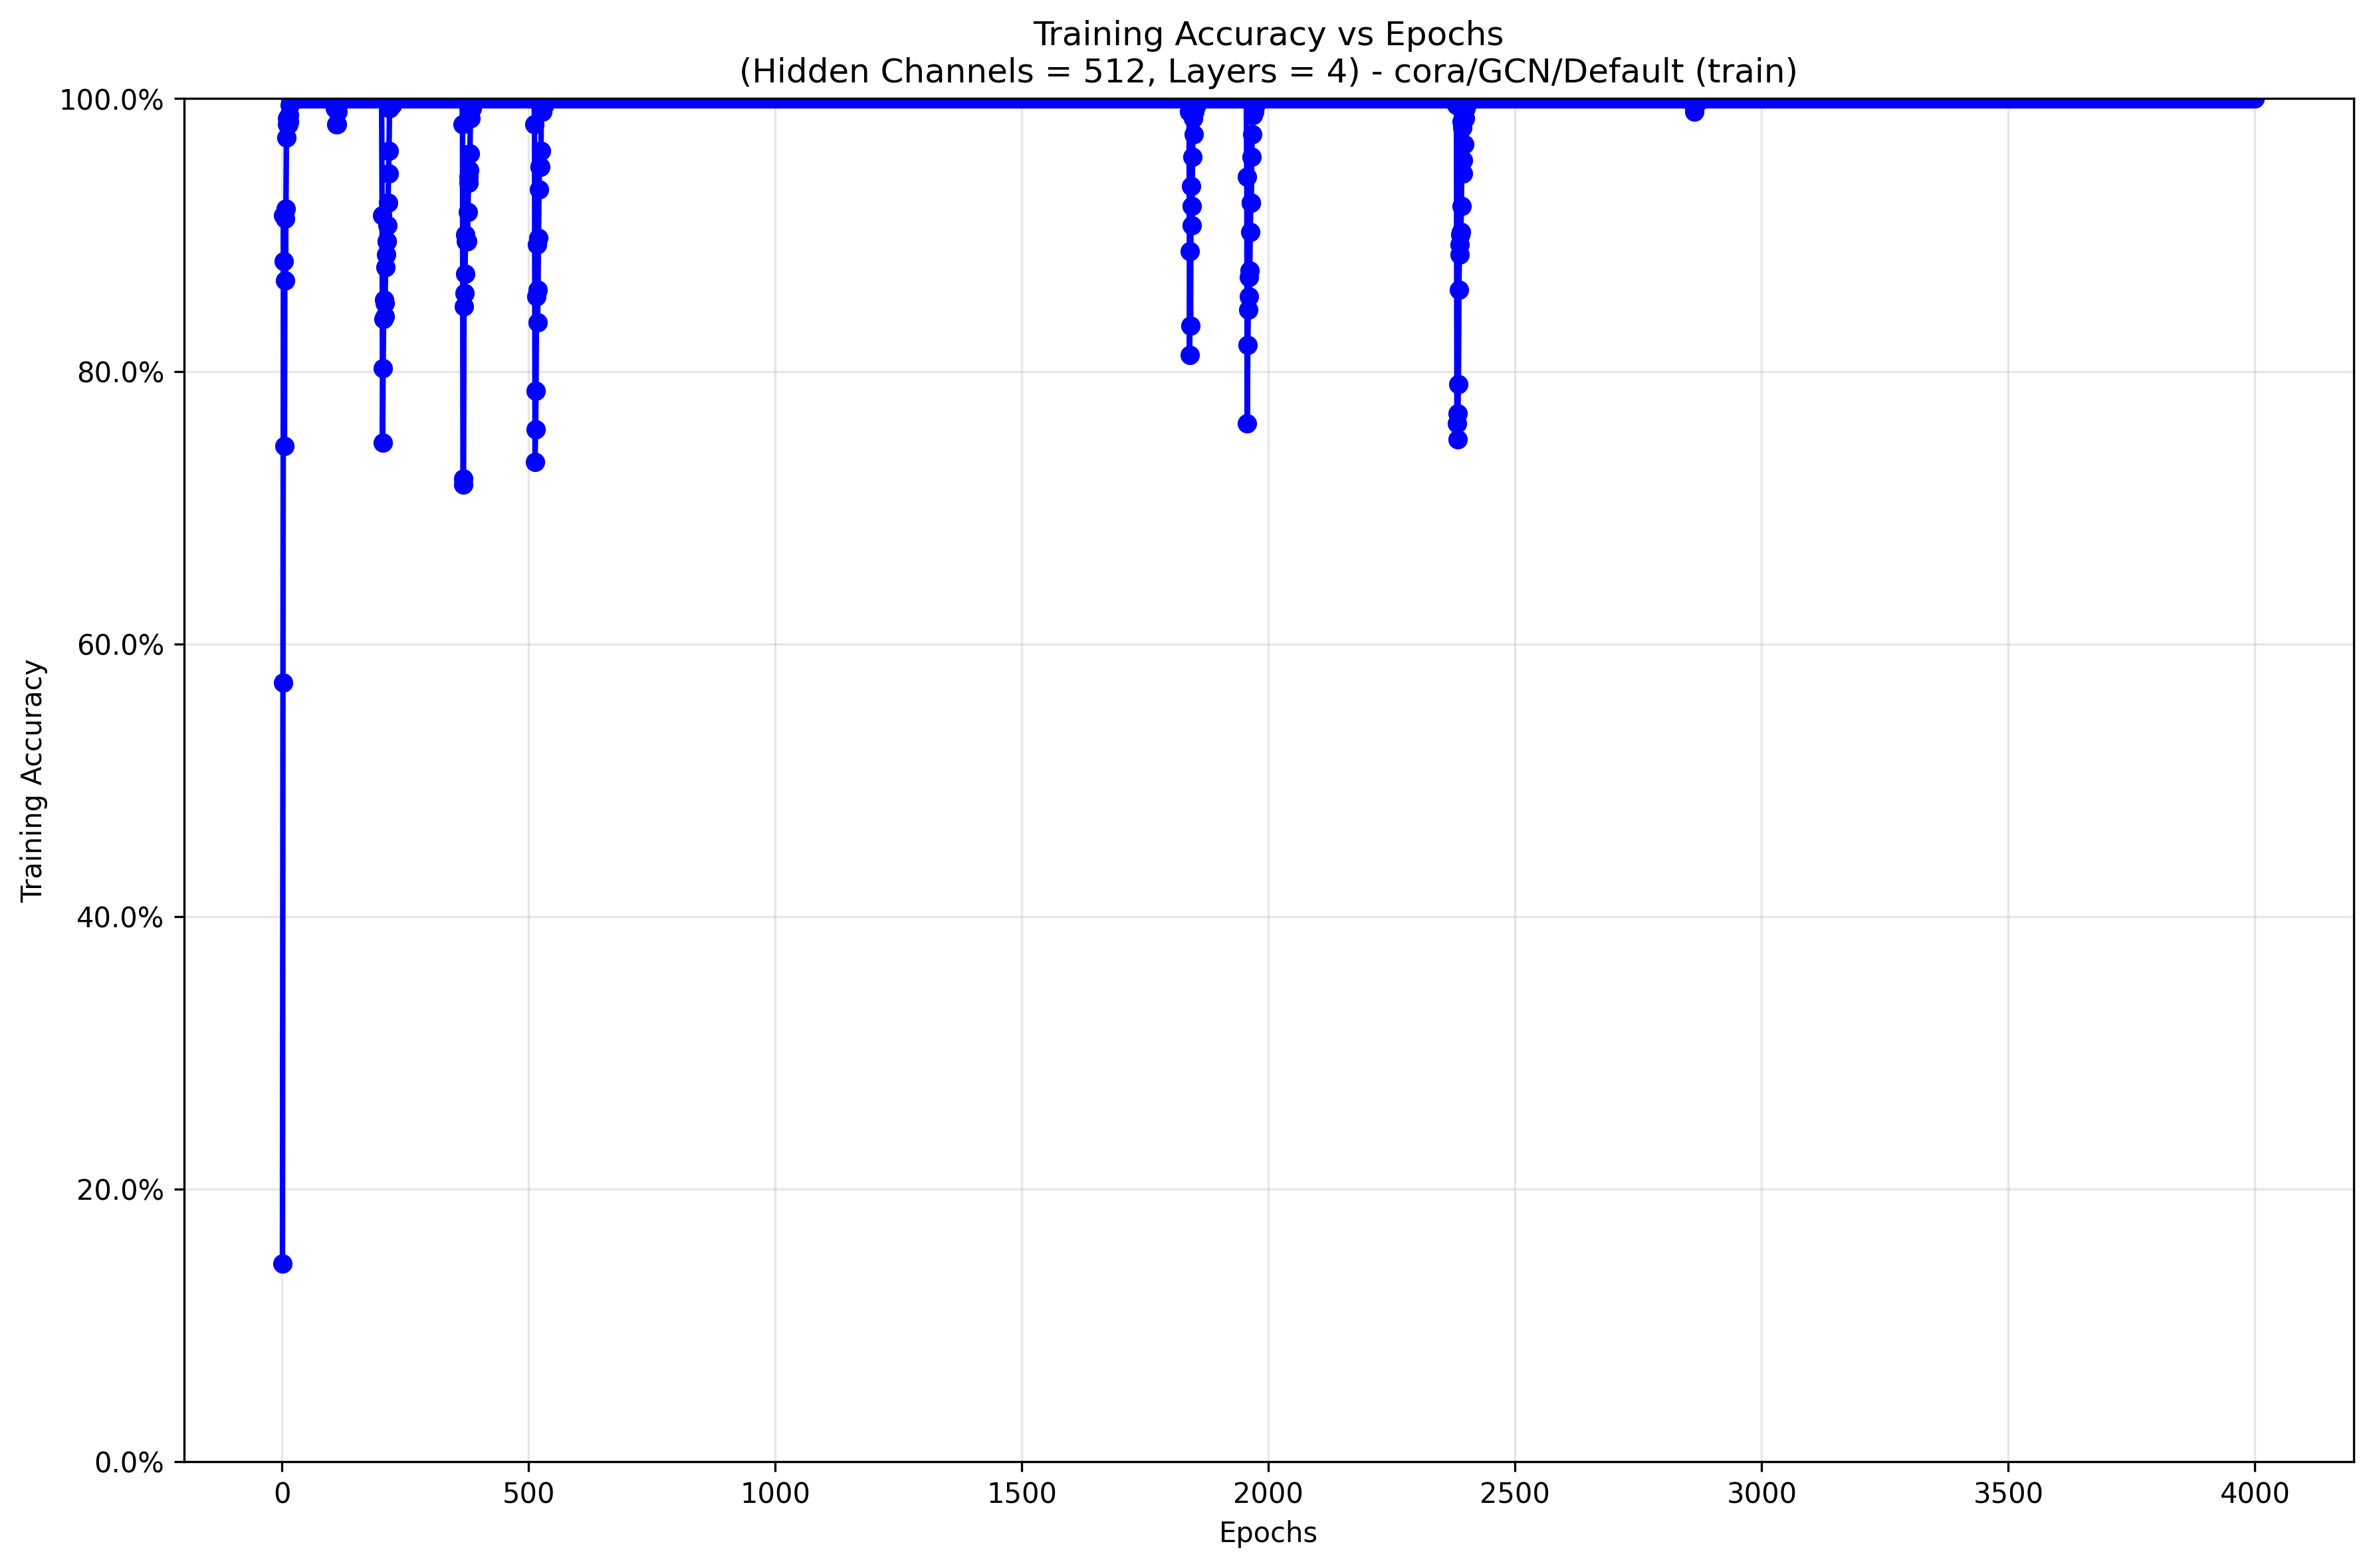 Training Accuracy vs Epochs
(Hidden Channels = 512, Layers = 4) - cora/GCN/Default (train)
100.0%
80.0%
60.0%
40.0%
20.0%
0.0%
Training Accuracy
0 500 1000 1500 2000 2500 3000 3500 4000
Epochs